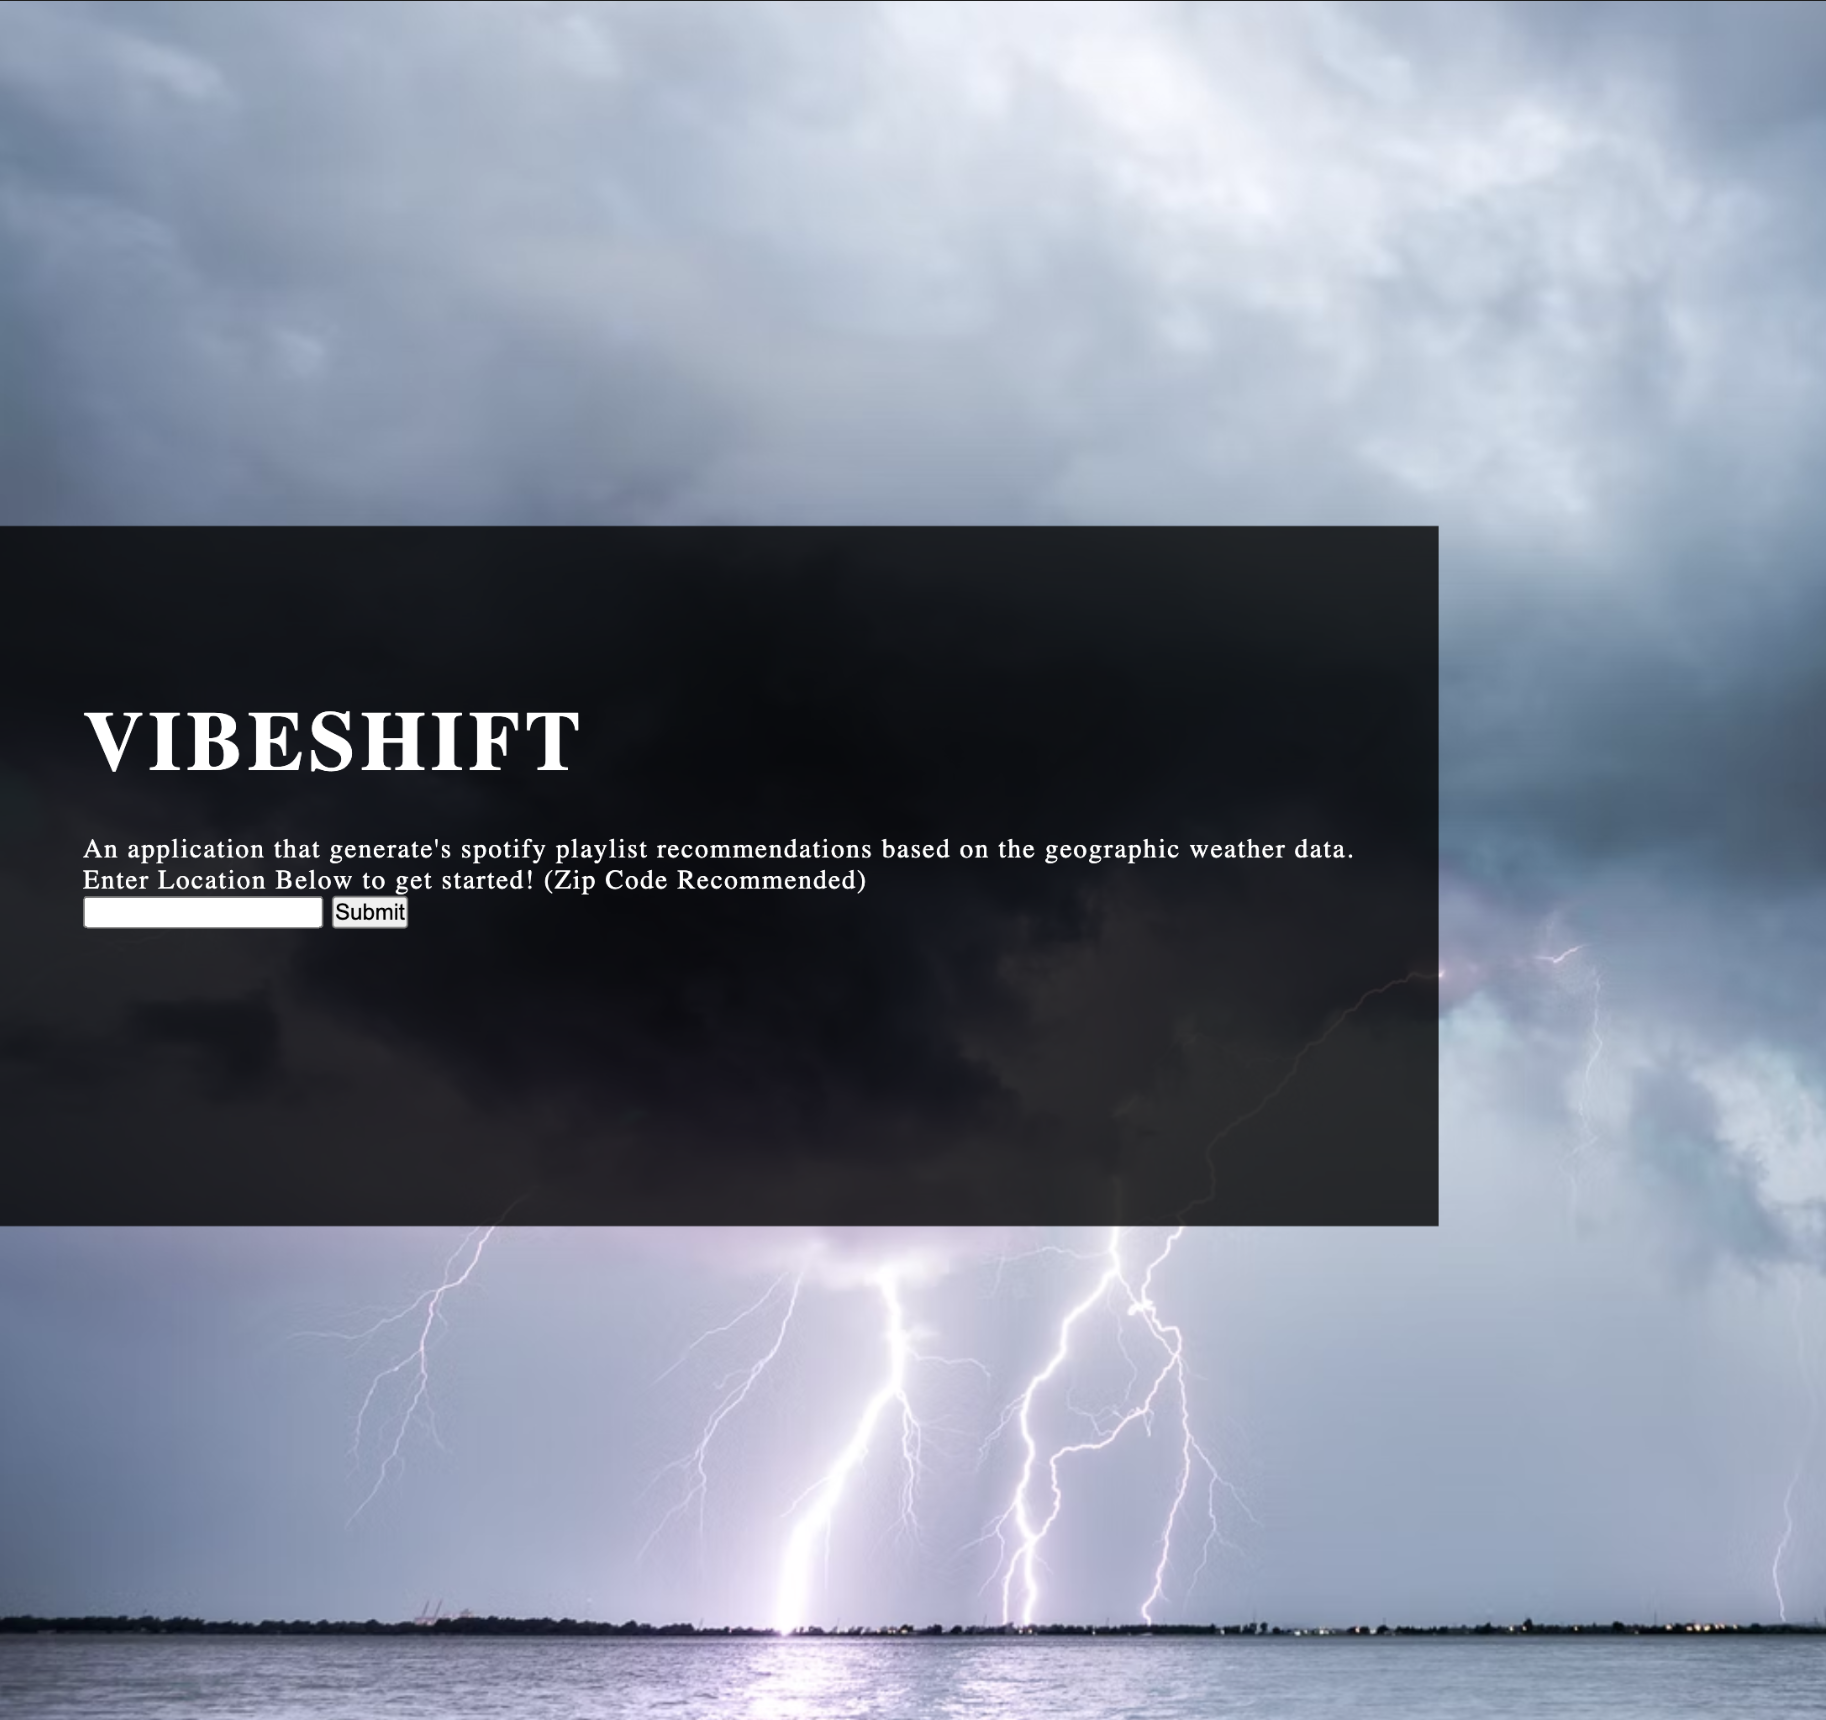 VIBESHIFT
An application that generate's spotify playlist recommendations based on the geographic weather data.
Enter Location Below to get started! (Zip Code Recommended)
Submit